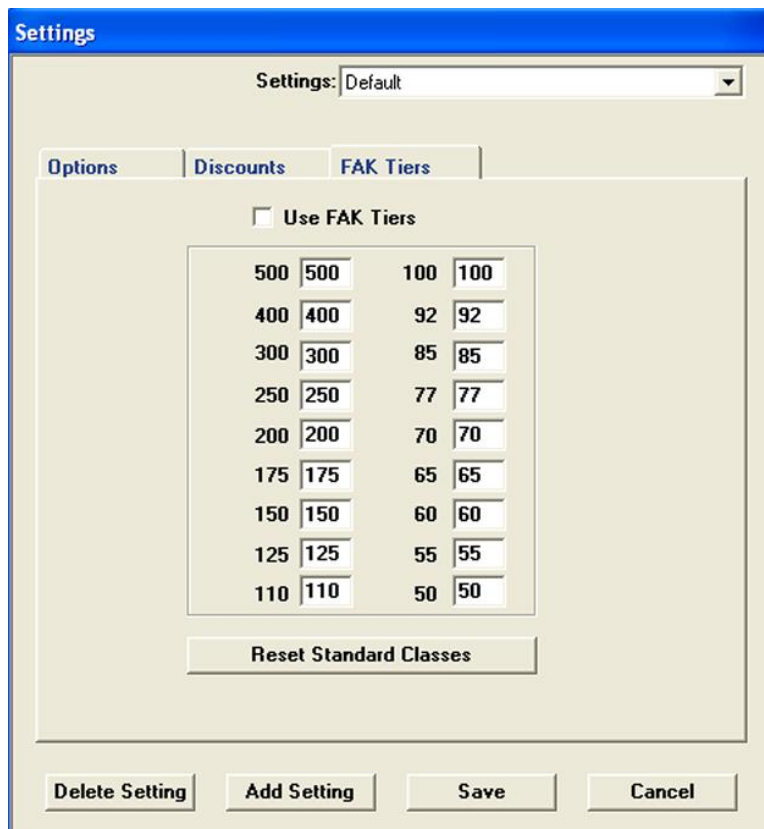 Settings
Settings: Default
Options Discounts FAK Tiers
Use FAK Tiers
500 500 100 100
400 400 92 92
300 300 85 85
250 250 77 77
200 200 70 70
175 175 65 65
150 150 60 60
125 125 55 55
110 110 50 50
Reset Standard Classes
Delete Setting Add Setting Save Cancel